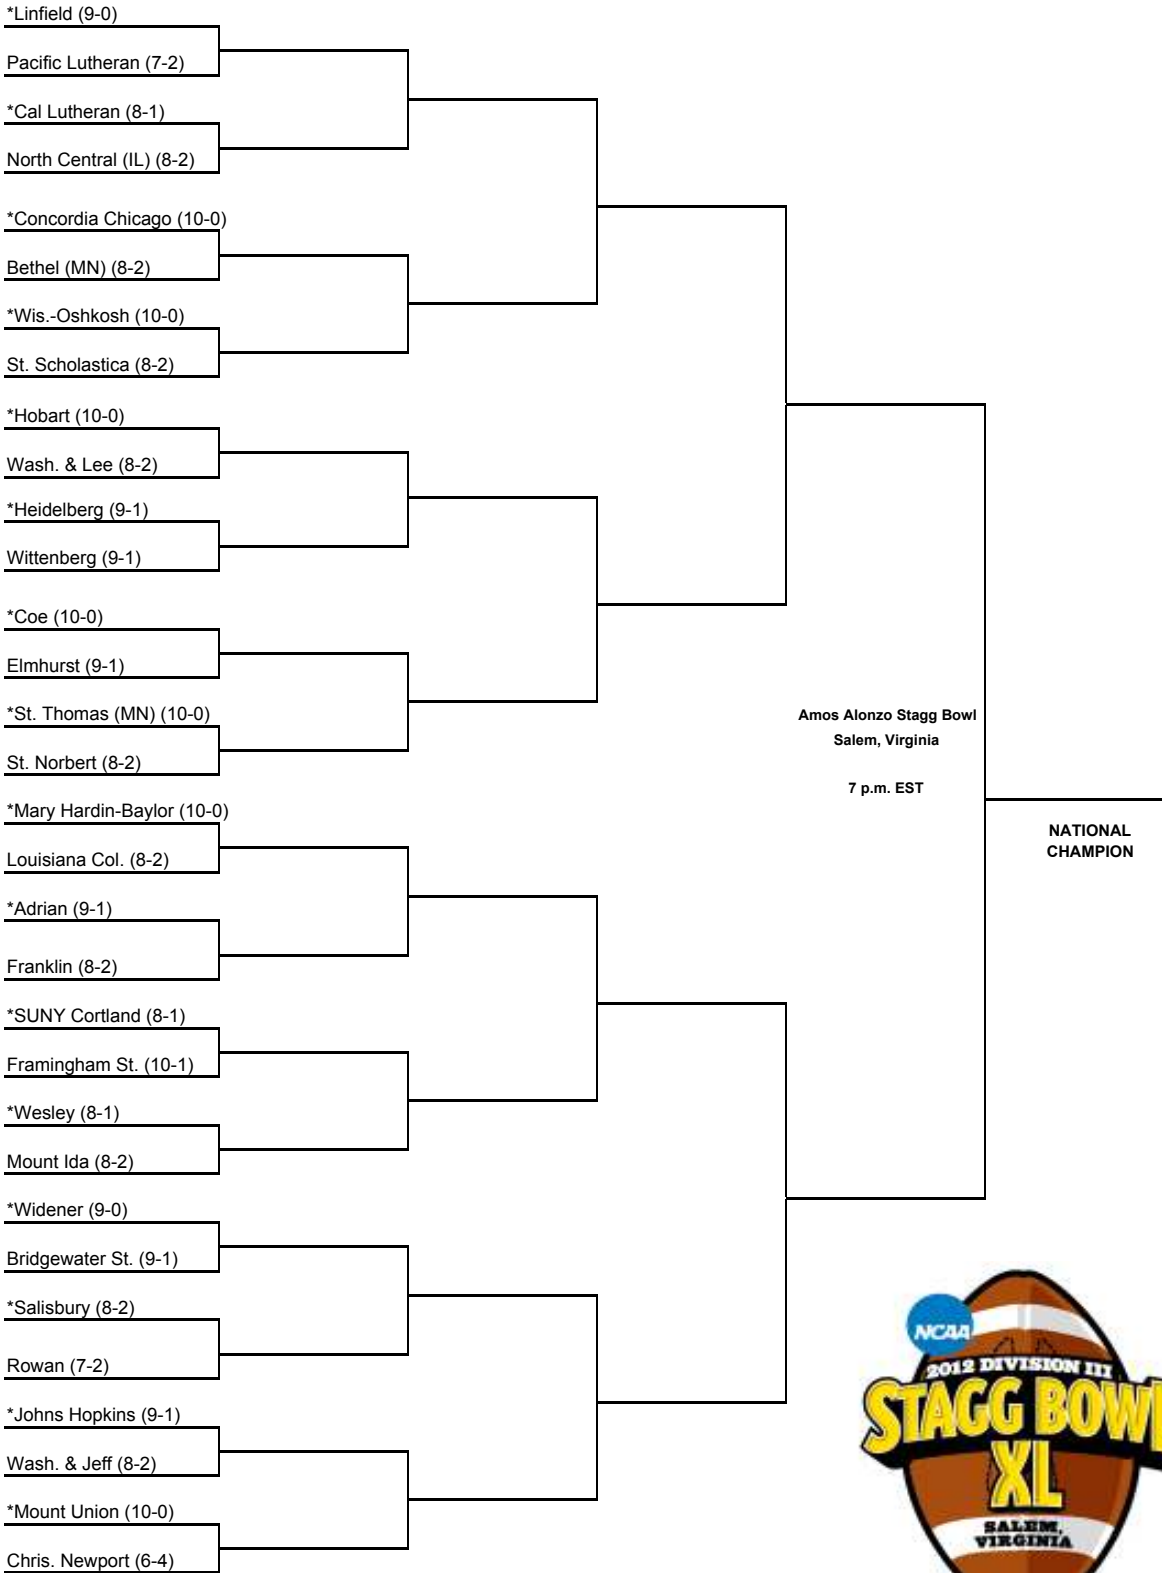 *Linfield (9-0)
Pacific Lutheran (7-2)
*Cal Lutheran (8-1)
North Central (IL) (8-2)
*Concordia Chicago (10-0)
Bethel (MN) (8-2)
*Wis.-Oshkosh (10-0)
St. Scholastica (8-2)
*Hobart (10-0)
Wash. & Lee (8-2)
*Heidelberg (9-1)
Wittenberg (9-1)
*Coe (10-0)
Elmhurst (9-1)
*St. Thomas (MN) (10-0)
St. Norbert (8-2)
*Mary Hardin-Baylor (10-0)
Louisiana Col. (8-2)
*Adrian (9-1)
Franklin (8-2)
*SUNY Cortland (8-1)
Framingham St. (10-1)
*Wesley (8-1)
Mount Ida (8-2)
*Widener (9-0)
Bridgewater St. (9-1)
*Salisbury (8-2)
Rowan (7-2)
*Johns Hopkins (9-1)
Wash. & Jeff (8-2)
*Mount Union (10-0)
Chris. Newport (6-4)
Amos Alonzo Stagg Bowl
Salem, Virginia
7 p.m. EST
NATIONAL
CHAMPION
NCAA
2012 DIVISION III
STAGG BOWL
XL
SALEM,
VIRGINIA